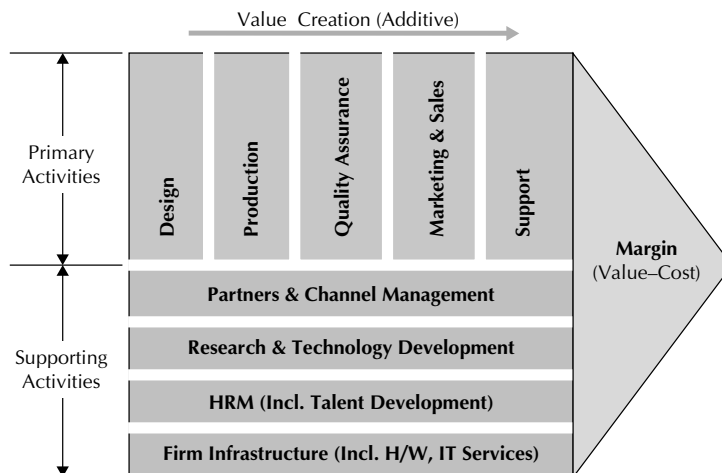 Value Creation (Additive)
Primary
Activities
Design
Production
Quality Assurance
Marketing & Sales
Support
Margin
(Value–Cost)
Supporting
Activities
Partners & Channel Management
Research & Technology Development
HRM (Incl. Talent Development)
Firm Infrastructure (Incl. H/W, IT Services)